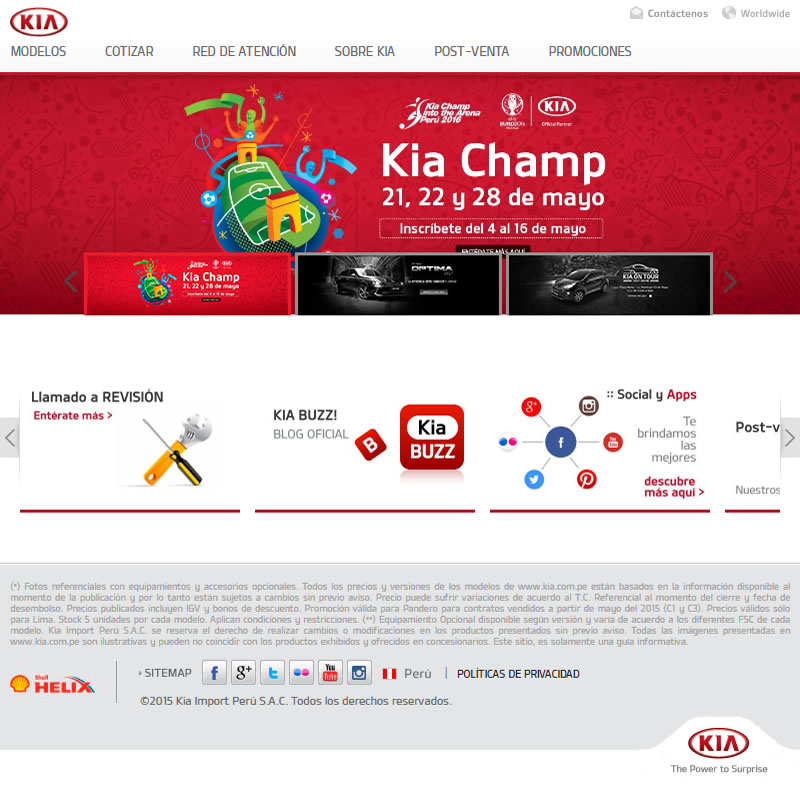 KIA
Contáctenos
Worldwide
MODELOS
COTIZAR
RED DE ATENCIÓN
SOBRE KIA
POST-VENTA
PROMOCIONES
Kia Champ
into the Arena
Perú 2016
EURO2016
KIA
Official Partner
Kia Champ
21, 22 y 28 de mayo
Inscríbete del 4 al 16 de mayo
ENTÉRATE MÁS AQUÍ
Kia Champ
21, 22 y 28 de mayo
Inscríbete del 4 al 16 de mayo
OPTIMA
KIA ON TOUR
Llamado a REVISIÓN
Entérate más >
KIA BUZZ!
BLOG OFICIAL
B
Kia
BUZZ
:: Social y Apps
g+
f
You
Te
brindamos
las
mejores
descubre
más aquí >
Post-v
Nuestros
(*) Fotos referenciales con equipamientos y accesorios opcionales. Todos los precios y versiones de los modelos de www.kia.com.pe están basados en la información disponible al
momento de la publicación y por lo tanto están sujetos a cambios sin previo aviso. Precio puede sufrir variaciones de acuerdo al T.C. Referencial al momento del cierre y fecha de
desembolso. Precios publicados incluyen IGV y bonos de descuento. Promoción válida para Pandero para contratos vendidos a partir de mayo del 2015 (C1 y C3). Precios válidos sólo
para Lima. Stock 5 unidades por cada modelo. Aplican condiciones y restricciones. (**) Equipamiento Opcional disponible según versión y varia de acuerdo a los diferentes FSC de cada
modelo. Kia Import Perú S.A.C. se reserva el derecho de realizar cambios o modificaciones en los productos presentados sin previo aviso. Todas las imágenes presentadas en
www.kia.com.pe son ilustrativas y pueden no coincidir con los productos exhibidos y ofrecidos en concesionarios. Este sitio, es solamente una guía informativa.
Shell
HELIX
› SITEMAP
f
g+
t
You
Tube
Perú
|
POLÍTICAS DE PRIVACIDAD
©2015 Kia Import Perú S.A.C. Todos los derechos reservados.
KIA
The Power to Surprise